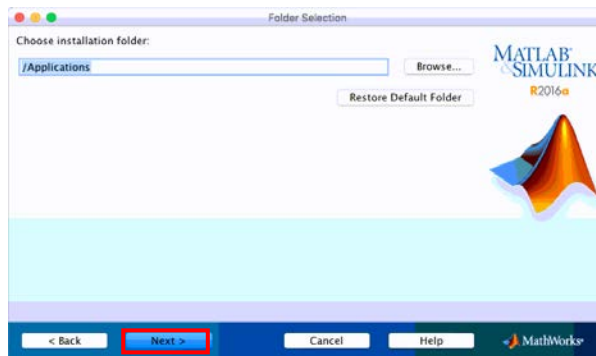 Folder Selection
Choose installation folder:
/Applications
Browse...
Restore Default Folder
MATLAB
&SIMULINK
R2016a
< Back
Next >
Cancel
Help
MathWorks